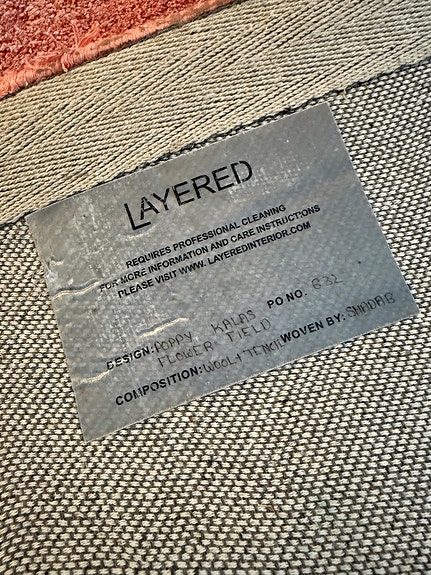 LAYERED
REQUIRES PROFESSIONAL CLEANING
FOR MORE INFORMATION AND CARE INSTRUCTIONS
PLEASE VISIT WWW. LAYEREDINTERIOR.COM
DESIGN: POPPY KALAS PO NO. 632
FLOWER FIELD
COMPOSITION: WOOL+TENCIL WOVEN BY: SHADAB